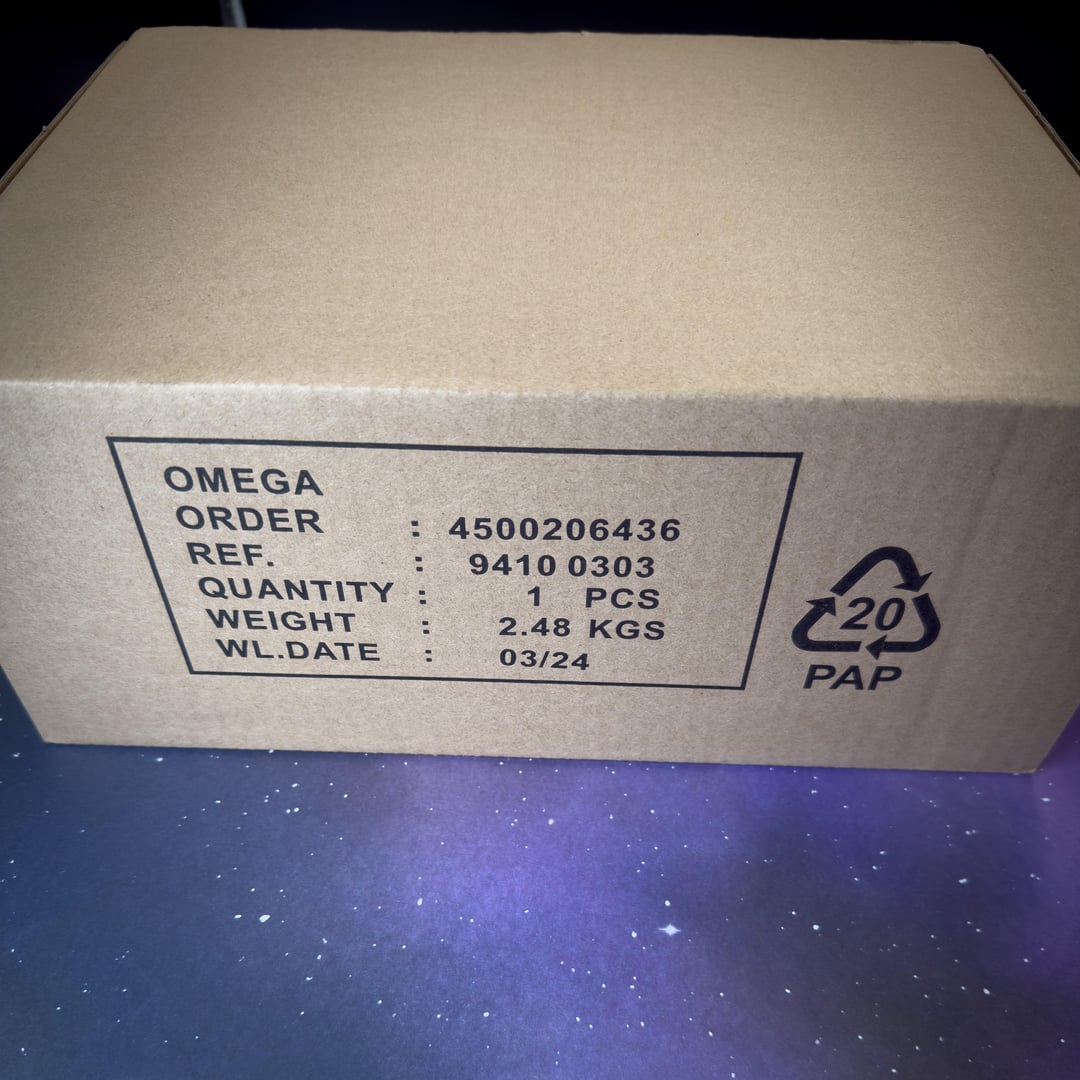 OMEGA
ORDER : 4500206436
REF. : 9410 0303
QUANTITY : 1 PCS
WEIGHT : 2.48 KGS
WL.DATE : 03/24
20
PAP